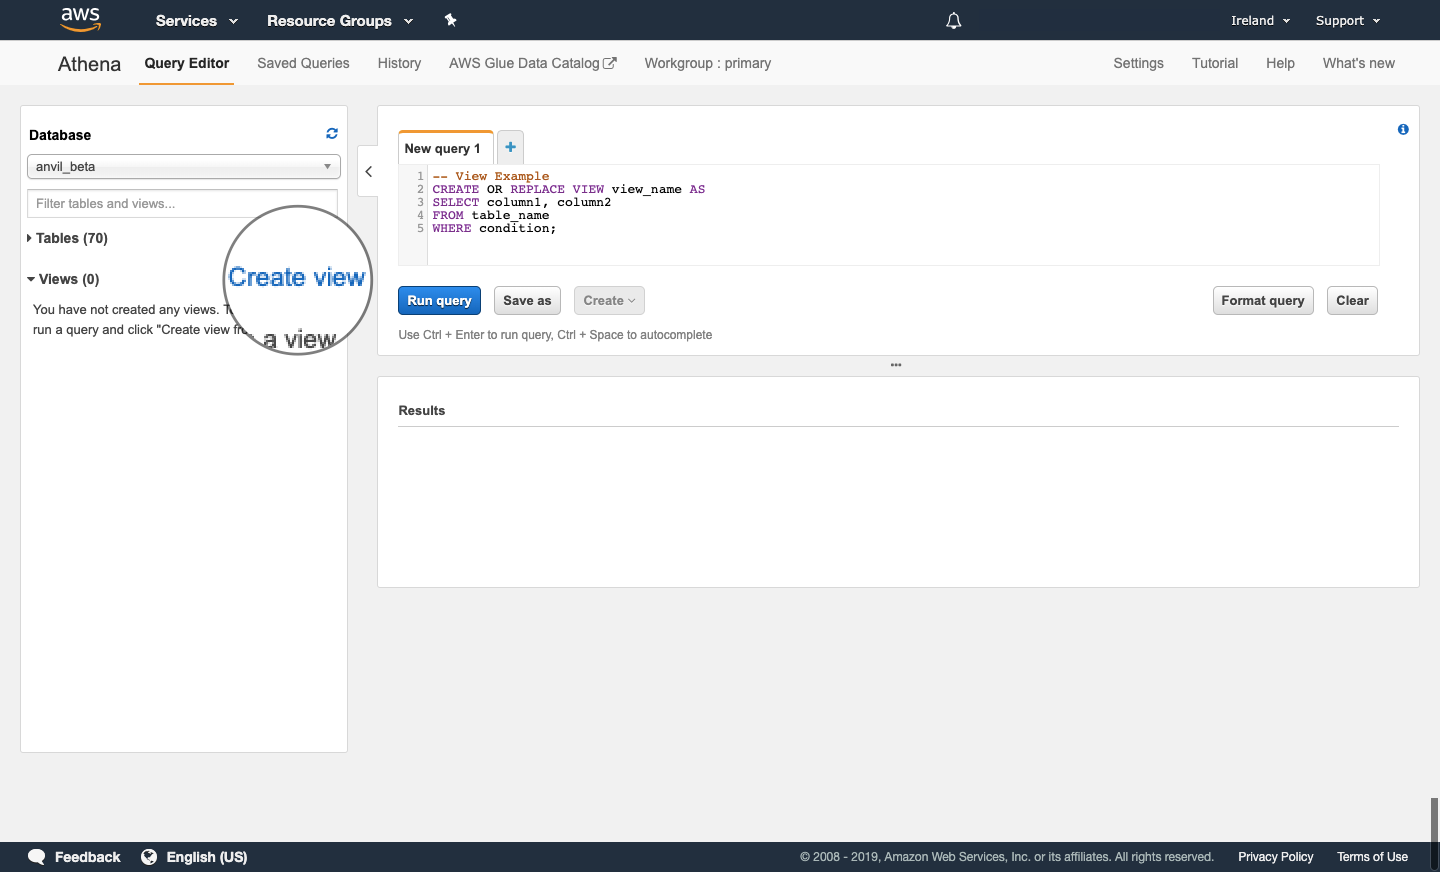 aws Services Resource Groups Ireland Support
Athena Query Editor Saved Queries History AWS Glue Data Catalog Workgroup : primary Settings Tutorial Help What's new
Database
anvil_beta
Filter tables and views...
Tables (70)
Views (0)
Create view
You have not created any views.
run a query and click "Create view
a view
New query 1 +
1 -- View Example
2 CREATE OR REPLACE VIEW view_name AS
3 SELECT column1, column2
4 FROM table_name
5 WHERE condition;
Run query Save as Create Format query Clear
Use Ctrl + Enter to run query, Ctrl + Space to autocomplete
Results
Feedback English (US) © 2008 - 2019, Amazon Web Services, Inc. or its affiliates. All rights reserved. Privacy Policy Terms of Use